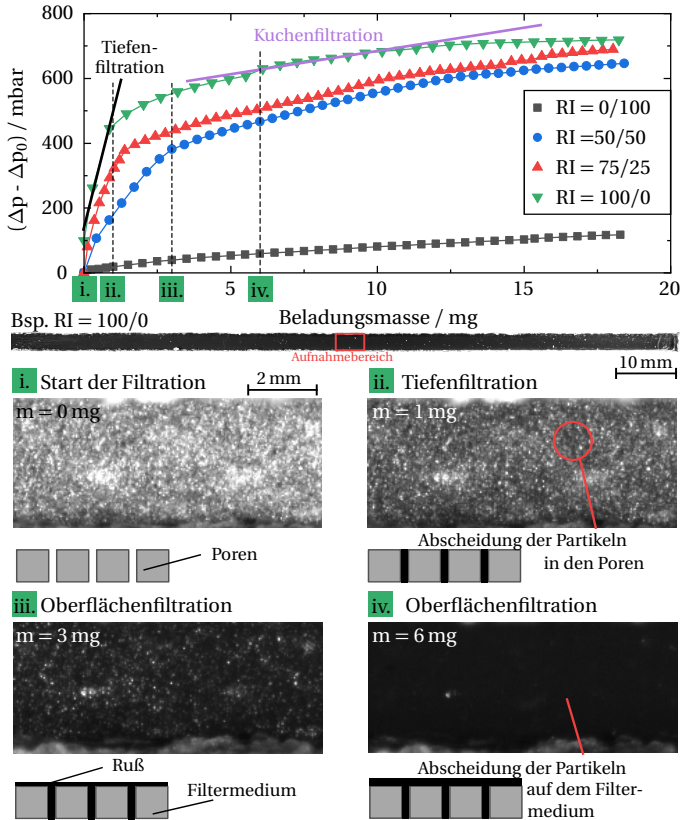 800
600
400
200
0
(Δp - Δp₀) / mbar
Tiefen-
filtration
Kuchenfiltration
RI = 0/100
RI =50/50
RI = 75/25
RI = 100/0
i.
ii.
iii.
5
iv.
10
15
20
Beladungsmasse / mg
Bsp. RI = 100/0
Aufnahmebereich
10 mm
i. Start der Filtration
2 mm
m = 0 mg
Poren
ii. Tiefenfiltration
m = 1 mg
Abscheidung der Partikeln
in den Poren
iii. Oberflächenfiltration
m = 3 mg
Ruß
Filtermedium
iv. Oberflächenfiltration
m = 6 mg
Abscheidung der Partikeln
auf dem Filter-
medium